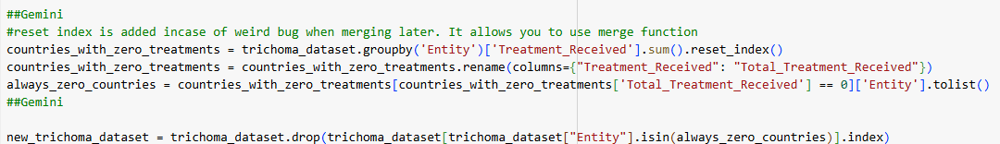 ##Gemini
#reset index is added incase of weird bug when merging later. It allows you to use merge function
countries_with_zero_treatments = trichoma_dataset.groupby('Entity')['Treatment_Received'].sum().reset_index()
countries_with_zero_treatments = countries_with_zero_treatments.rename(columns={"Treatment_Received": "Total_Treatment_Received"})
always_zero_countries = countries_with_zero_treatments[countries_with_zero_treatments['Total_Treatment_Received'] == 0]['Entity'].tolist()
##Gemini
new_trichoma_dataset = trichoma_dataset.drop(trichoma_dataset[trichoma_dataset["Entity"].isin(always_zero_countries)].index)